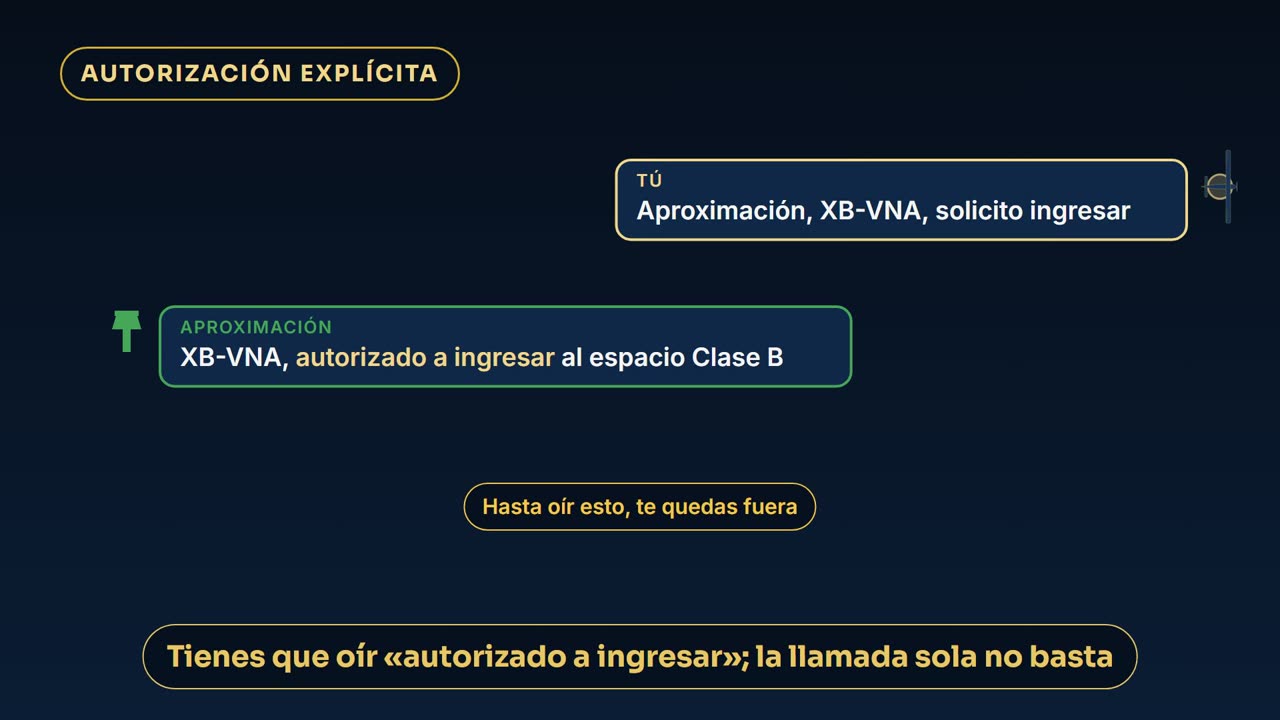 AUTORIZACIÓN EXPLÍCITA
TÚ
Aproximación, XB-VNA, solicito ingresar
APROXIMACIÓN
XB-VNA, autorizado a ingresar al espacio Clase B
Hasta oír esto, te quedas fuera
Tienes que oír «autorizado a ingresar»; la llamada sola no basta